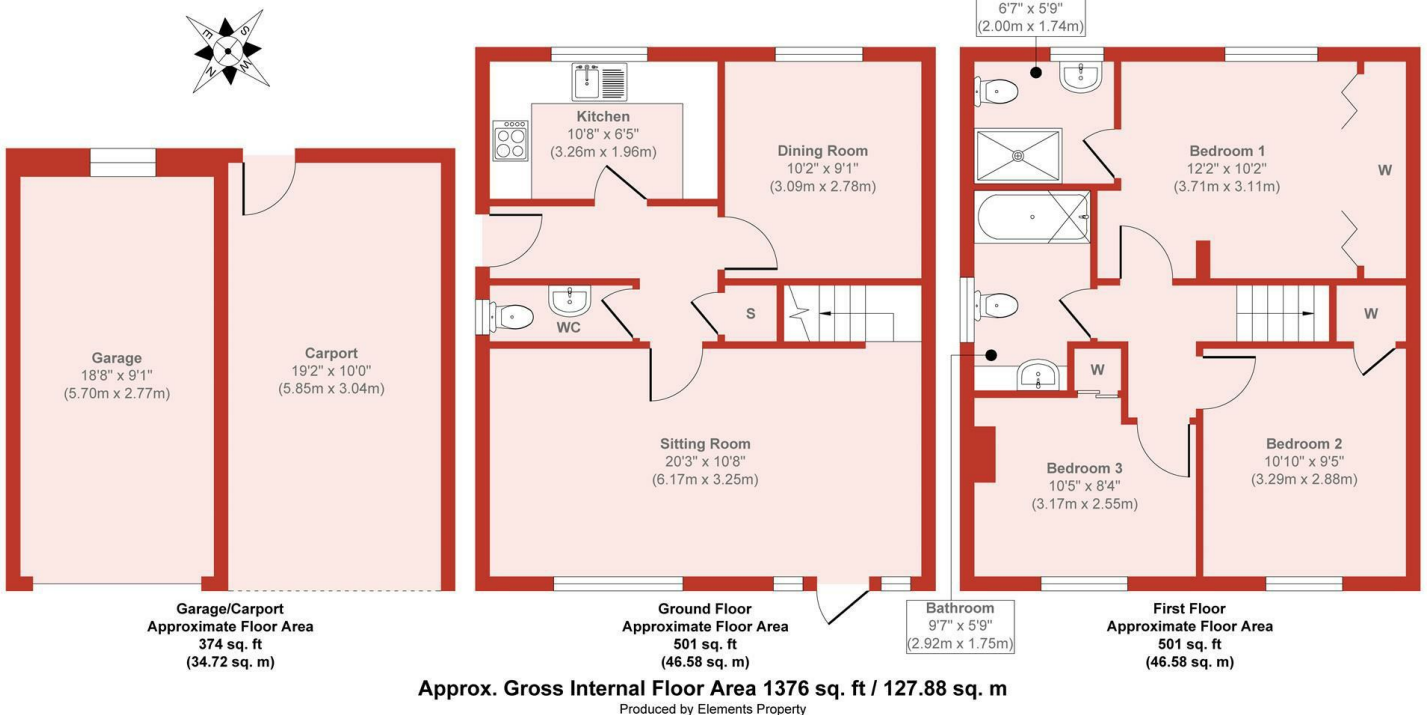 S
E
W
N
6'7" x 5'9"
(2.00m x 1.74m)
Kitchen
10'8" x 6'5"
(3.26m x 1.96m)
Dining Room
10'2" x 9'1"
(3.09m x 2.78m)
Bedroom 1
12'2" x 10'2"
(3.71m x 3.11m)
W
WC
S
W
Garage
18'8" x 9'1"
(5.70m x 2.77m)
Carport
19'2" x 10'0"
(5.85m x 3.04m)
W
Sitting Room
20'3" x 10'8"
(6.17m x 3.25m)
Bedroom 3
10'5" x 8'4"
(3.17m x 2.55m)
Bedroom 2
10'10" x 9'5"
(3.29m x 2.88m)
Garage/Carport
Approximate Floor Area
374 sq. ft
(34.72 sq. m)
Ground Floor
Approximate Floor Area
501 sq. ft
(46.58 sq. m)
Bathroom
9'7" x 5'9"
(2.92m x 1.75m)
First Floor
Approximate Floor Area
501 sq. ft
(46.58 sq. m)
Approx. Gross Internal Floor Area 1376 sq. ft / 127.88 sq. m
Produced by Elements Property